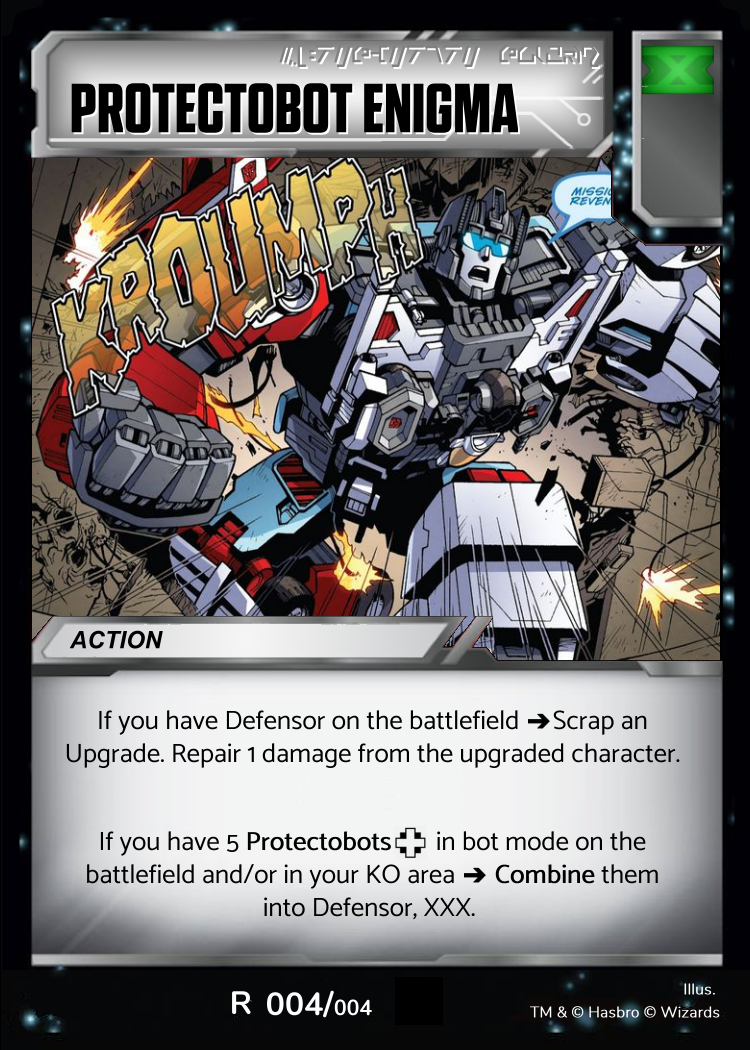 PROTECTOBOT ENIGMA
KROUMPH
MISSIO
REVEN
ACTION
If you have Defensor on the battlefield ➔Scrap an
Upgrade. Repair 1 damage from the upgraded character.
If you have 5 Protectobots in bot mode on the
battlefield and/or in your KO area ➔ Combine them
into Defensor, XXX.
R 004/004
Illus.
TM & © Hasbro © Wizards